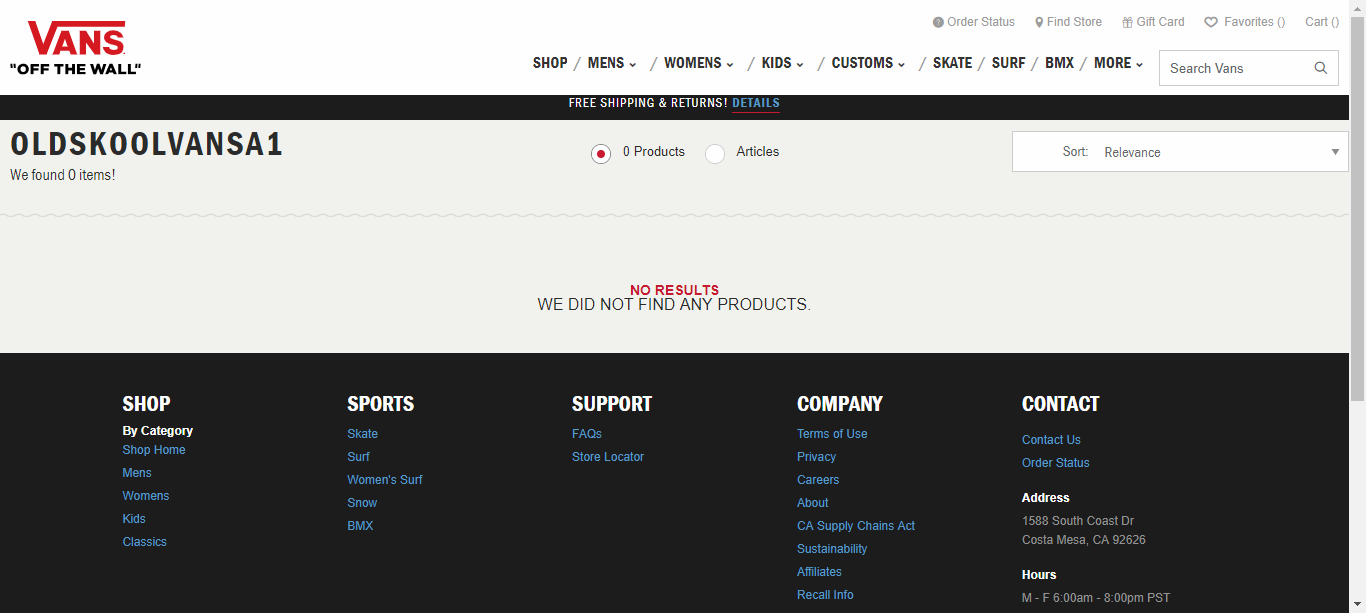 VANS
"OFF THE WALL"
Order Status Find Store Gift Card Favorites () Cart ()
SHOP / MENS / WOMENS / KIDS / CUSTOMS / SKATE / SURF / BMX / MORE
Search Vans
FREE SHIPPING & RETURNS! DETAILS
OLDSKOOLVANSA1
We found 0 items!
0 Products Articles
Sort: Relevance
NO RESULTS
WE DID NOT FIND ANY PRODUCTS.
SHOP
By Category
Shop Home
Mens
Womens
Kids
Classics
SPORTS
Skate
Surf
Women's Surf
Snow
BMX
SUPPORT
FAQs
Store Locator
COMPANY
Terms of Use
Privacy
Careers
About
CA Supply Chains Act
Sustainability
Affiliates
Recall Info
CONTACT
Contact Us
Order Status
Address
1588 South Coast Dr
Costa Mesa, CA 92626
Hours
M - F 6:00am - 8:00pm PST